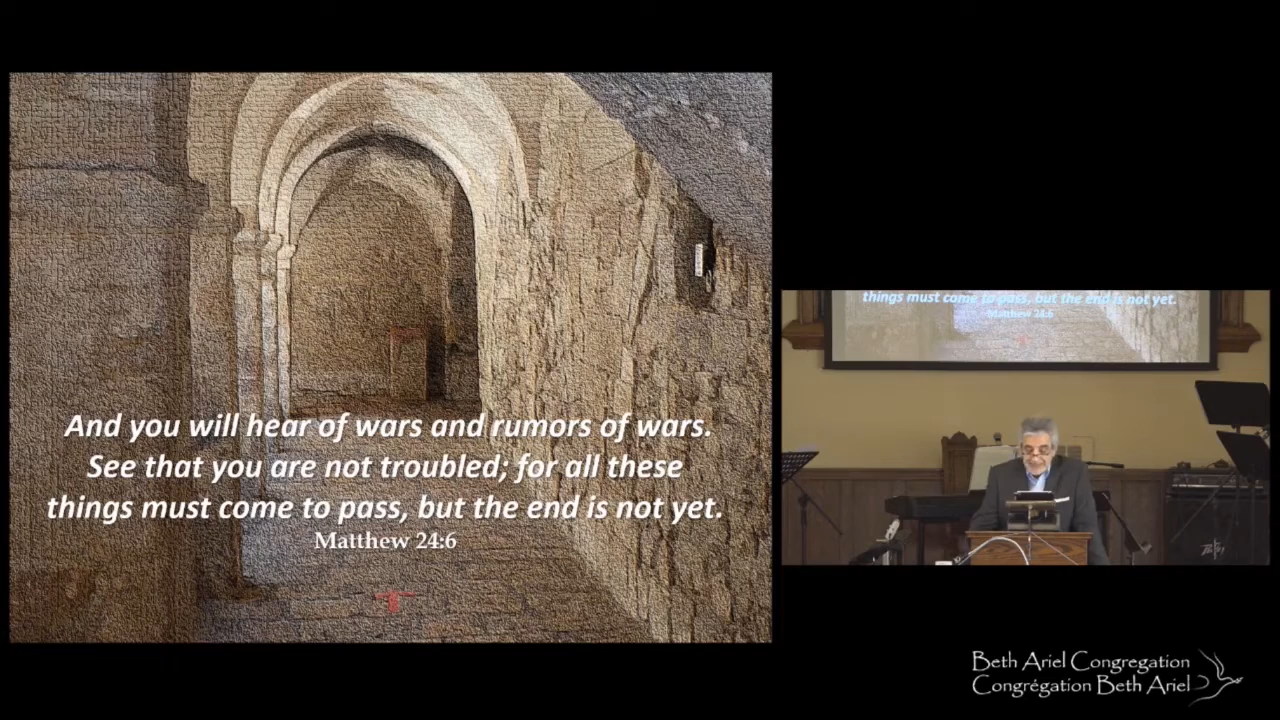 And you will hear of wars and rumors of wars.
See that you are not troubled; for all these
things must come to pass, but the end is not yet.
Matthew 24:6
things must come to pass, but the end is not yet.
Matthew 24:6
Beth Ariel Congregation
Congrégation Beth Ariel